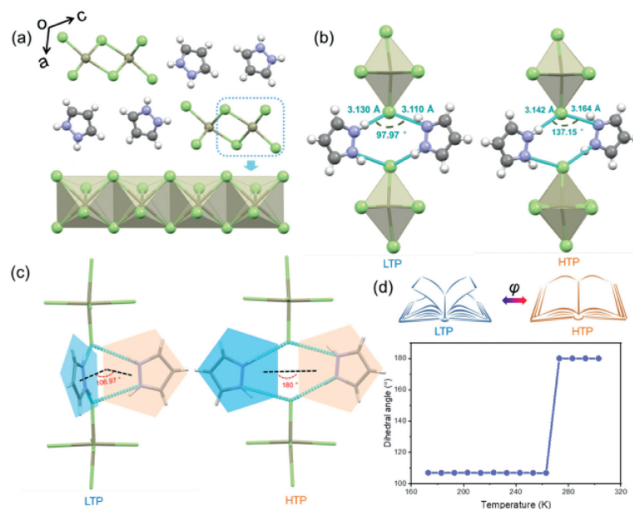 (a)
o
c
a
(b)
3.130 Å
3.110 Å
97.97 °
LTP
3.142 Å
3.164 Å
137.15 °
HTP
(c)
106.97 °
LTP
180 °
HTP
(d)
φ
LTP
HTP
Dihedral angle (°)
180
160
140
120
100
160
200
240
280
320
Temperature (K)